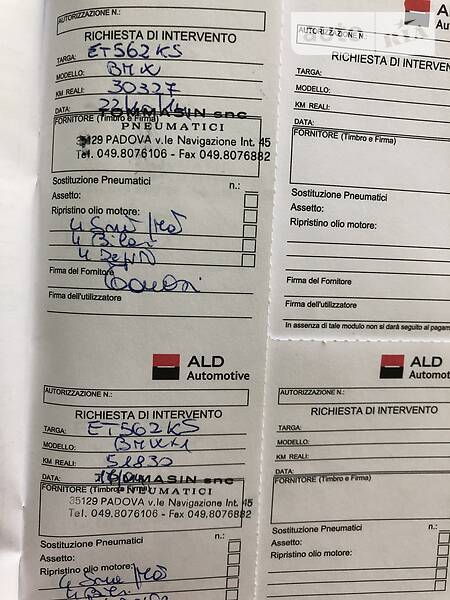 AUTORIZZAZIONE N.:
RICHIESTA DI INTERVENTO
TARGA: ET562KS
MODELLO: BMW
KM REALI: 30327
DATA:
TOMMASIN snc
FORNITORE (Timbro e Firma)
PNEUMATICI
35129 PADOVA v.le Navigazione Int. 45
Tel. 049.8076106 - Fax 049.8076882
Sostituzione Pneumatici n.:
Assetto:
Ripristino olio motore:
Firma del Fornitore
Firma dell'utilizzatore
ALD
Automotive
AUTORIZZAZIONE N.:
RICHIESTA DI INTERVENTO
TARGA: ET562KS
MODELLO: BMW X1
KM REALI: 51830
DATA:
TOMMASIN snc
FORNITORE (Timbro e Firma)
PNEUMATICI
35129 PADOVA v.le Navigazione Int. 45
Tel. 049.8076106 - Fax 049.8076882
Sostituzione Pneumatici n.:
Assetto:
Ripristino olio motore:
auto RIA
AUTORIZZAZIONE N.:
RICHIESTA DI INTERVENTO
TARGA:
MODELLO:
KM REALI:
DATA:
FORNITORE (Timbro e Firma)
Sostituzione Pneumatici
Assetto:
Ripristino olio motore:
Firma del Fornitore
Firma dell'utilizzatore
In assenza di tale modulo non si darà seguito al pagam
ALD
Automot
AUTORIZZAZIONE N.:
RICHIESTA DI INTERVENTO
TARGA:
MODELLO:
KM REALI:
DATA:
FORNITORE (Timbro e Firma)
Sostituzione Pneumatici n.:
Assetto:
Ripristino olio motore: